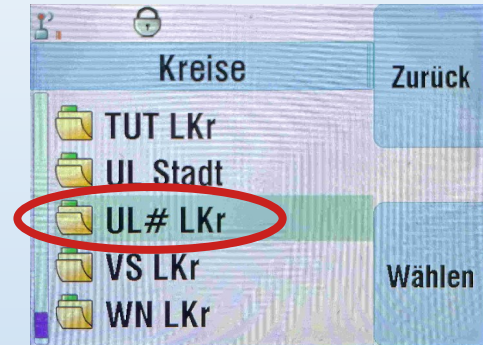 Kreise
Zurück
TUT LKr
UL Stadt
UL# LKr
VS LKr
Wählen
WN LKr